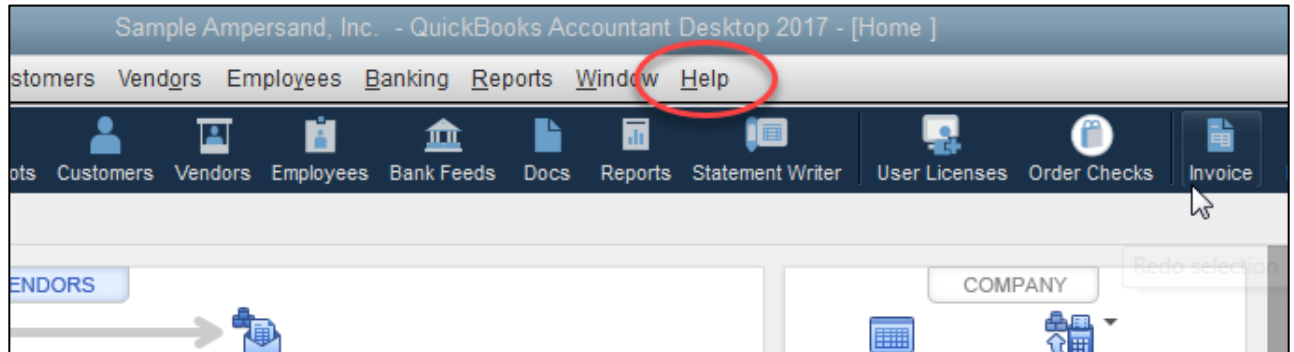 Sample Ampersand, Inc. - QuickBooks Accountant Desktop 2017 - [Home ]
stomers Vendors Employees Banking Reports Window Help
ots Customers Vendors Employees Bank Feeds Docs Reports Statement Writer User Licenses Order Checks Invoice
Redo selection
ENDORS COMPANY